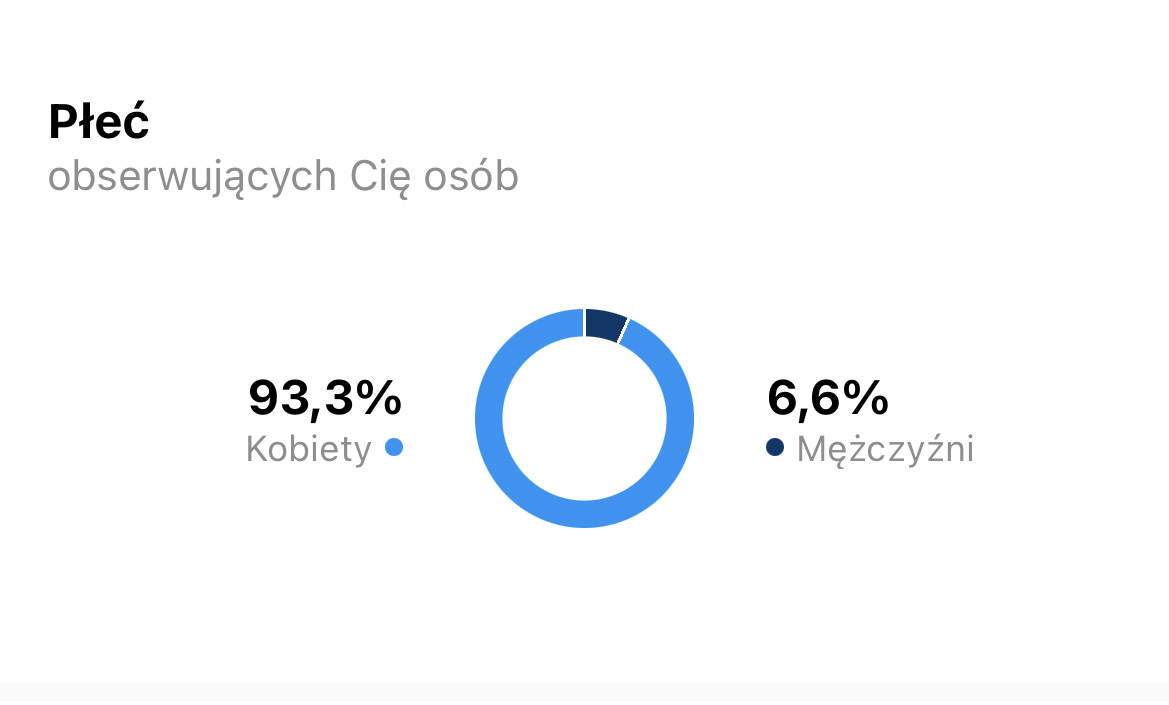 Płeć
obserwujących Cię osób
93,3%
Kobiety
6,6%
Mężczyźni